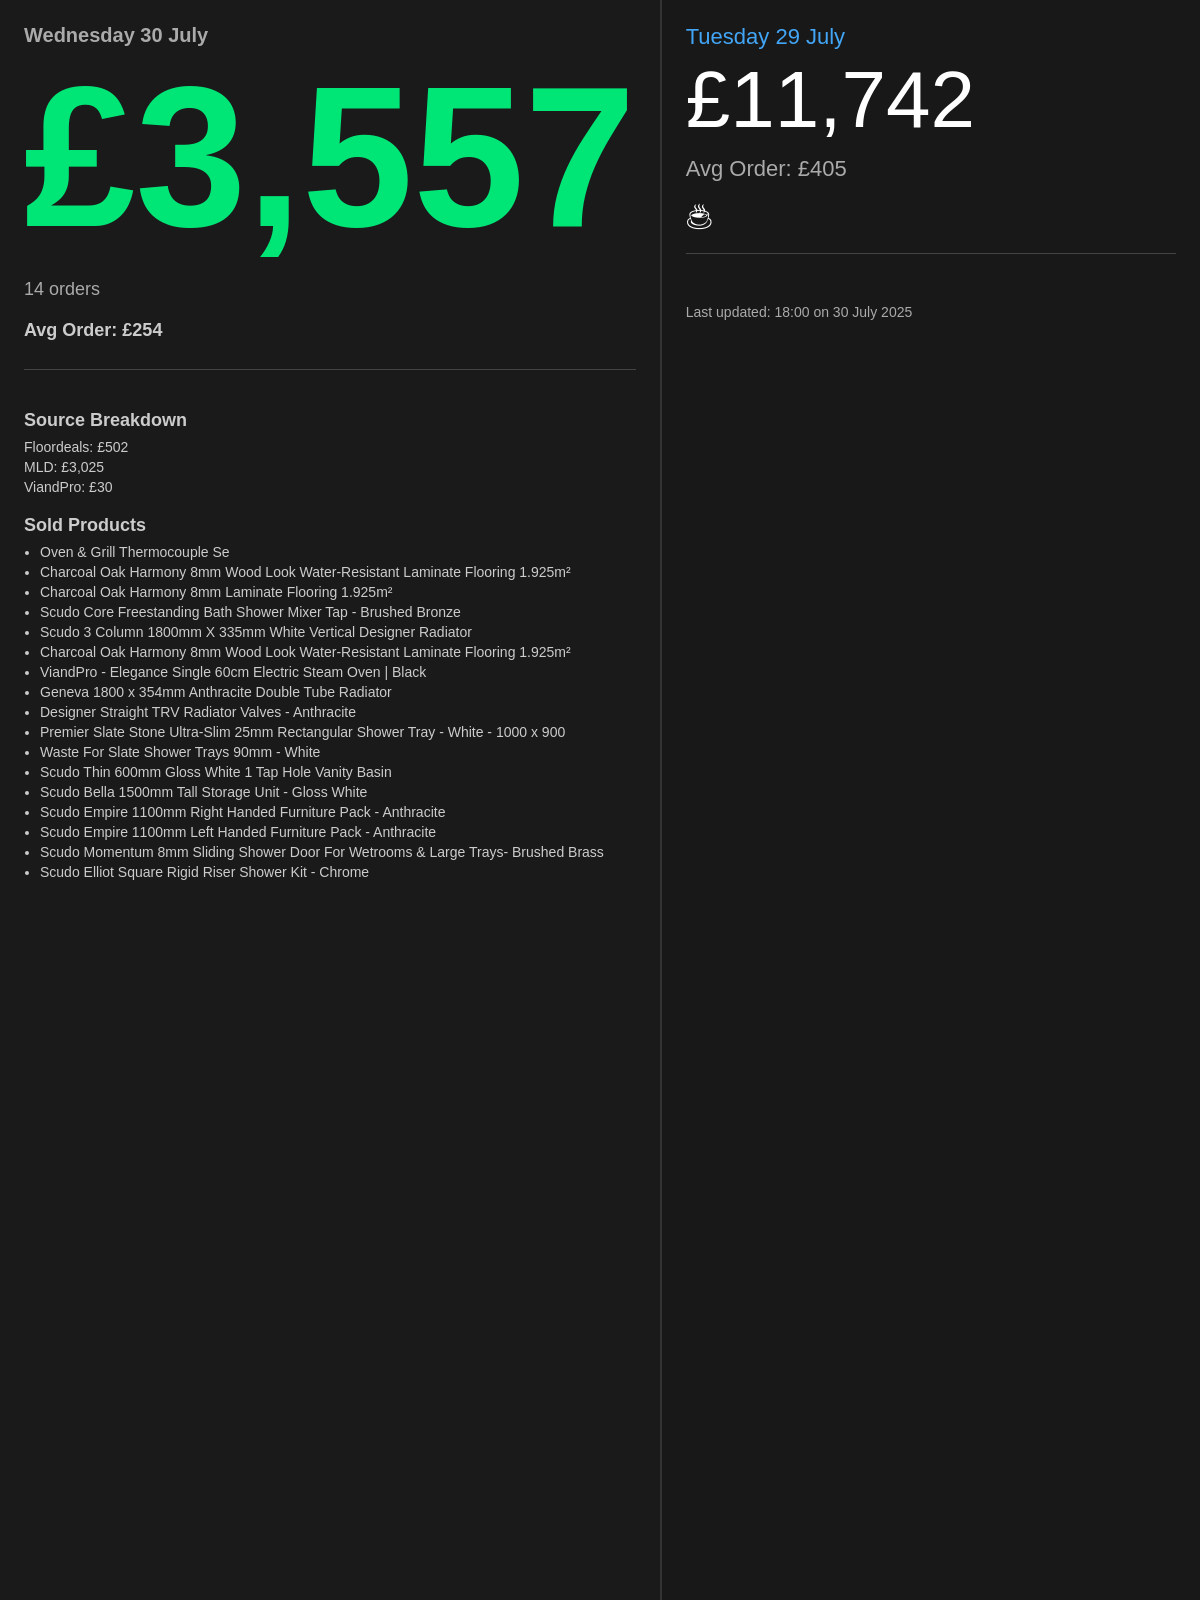 Wednesday 30 July
£3,557
14 orders
Avg Order: £254
Source Breakdown
Floordeals: £502
MLD: £3,025
ViandPro: £30
Sold Products
• Oven & Grill Thermocouple Se
• Charcoal Oak Harmony 8mm Wood Look Water-Resistant Laminate Flooring 1.925m²
• Charcoal Oak Harmony 8mm Laminate Flooring 1.925m²
• Scudo Core Freestanding Bath Shower Mixer Tap - Brushed Bronze
• Scudo 3 Column 1800mm X 335mm White Vertical Designer Radiator
• Charcoal Oak Harmony 8mm Wood Look Water-Resistant Laminate Flooring 1.925m²
• ViandPro - Elegance Single 60cm Electric Steam Oven | Black
• Geneva 1800 x 354mm Anthracite Double Tube Radiator
• Designer Straight TRV Radiator Valves - Anthracite
• Premier Slate Stone Ultra-Slim 25mm Rectangular Shower Tray - White - 1000 x 900
• Waste For Slate Shower Trays 90mm - White
• Scudo Thin 600mm Gloss White 1 Tap Hole Vanity Basin
• Scudo Bella 1500mm Tall Storage Unit - Gloss White
• Scudo Empire 1100mm Right Handed Furniture Pack - Anthracite
• Scudo Empire 1100mm Left Handed Furniture Pack - Anthracite
• Scudo Momentum 8mm Sliding Shower Door For Wetrooms & Large Trays- Brushed Brass
• Scudo Elliot Square Rigid Riser Shower Kit - Chrome
Tuesday 29 July
£11,742
Avg Order: £405
☕
Last updated: 18:00 on 30 July 2025